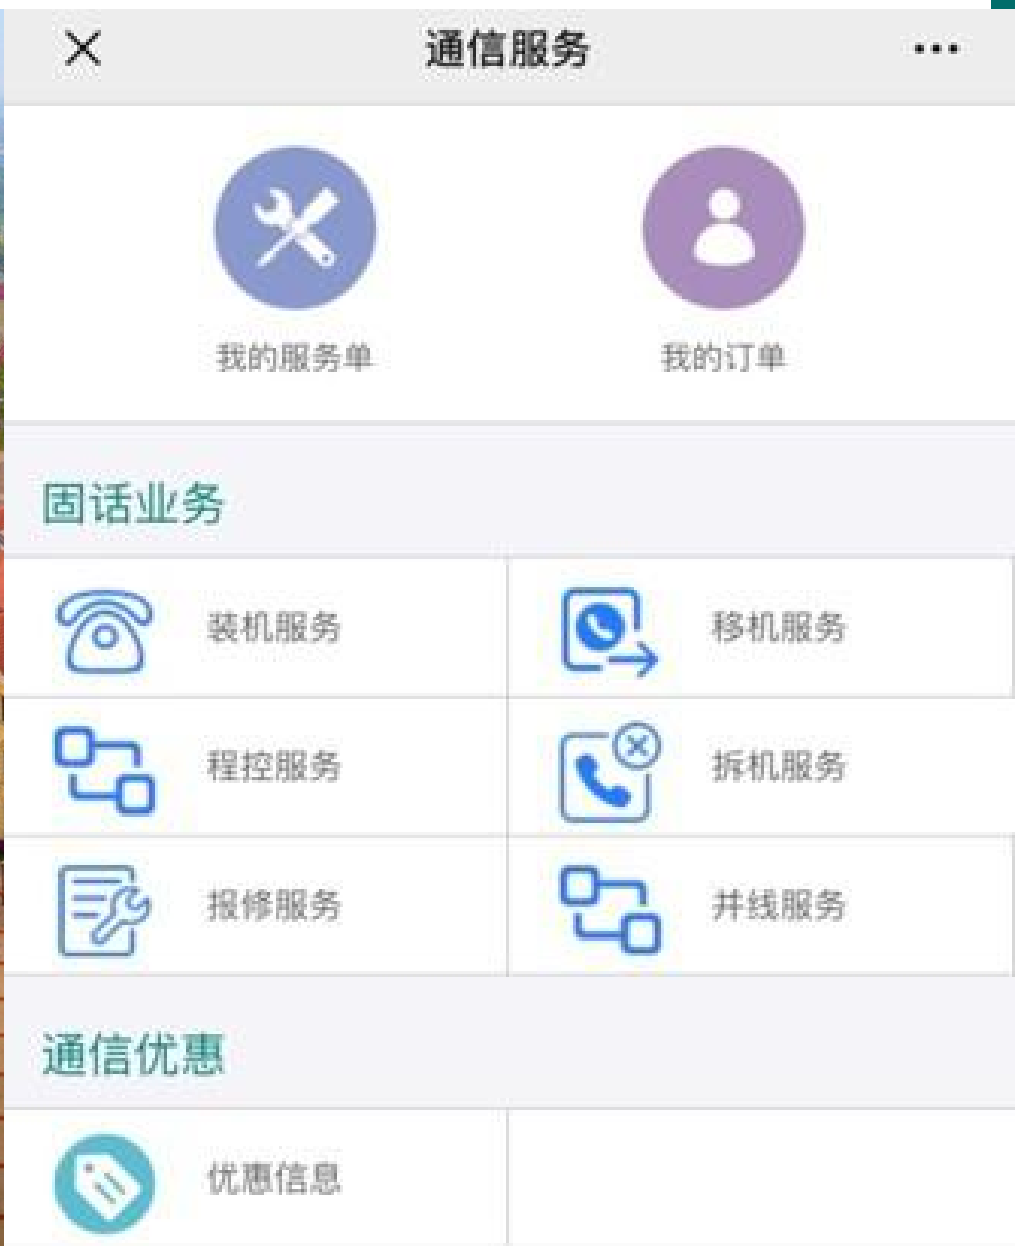 通信服务
我的服务单
我的订单
固话业务
装机服务
移机服务
程控服务
拆机服务
报修服务
并线服务
通信优惠
优惠信息